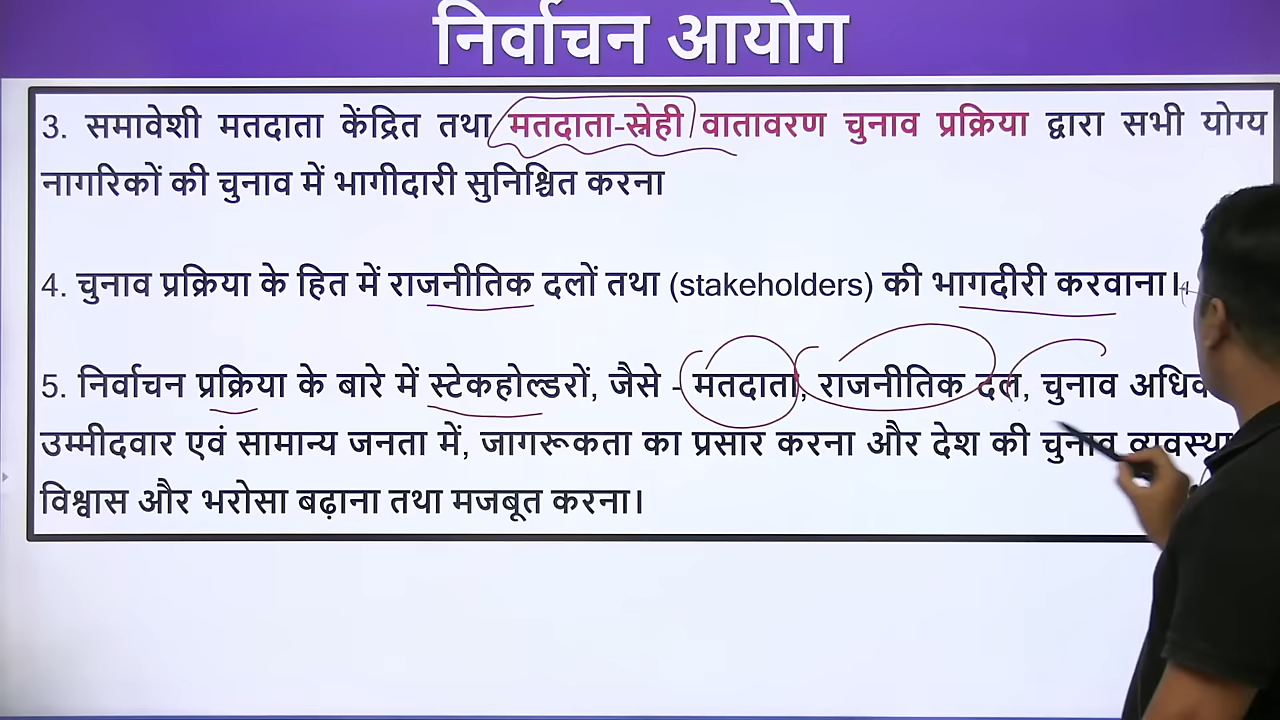 निर्वाचन आयोग
3. समावेशी मतदाता केंद्रित तथा मतदाता-स्नेही वातावरण चुनाव प्रक्रिया द्वारा सभी योग्य
नागरिकों की चुनाव में भागीदारी सुनिश्चित करना
4. चुनाव प्रक्रिया के हित में राजनीतिक दलों तथा (stakeholders) की भागदीरी करवाना।
5. निर्वाचन प्रक्रिया के बारे में स्टेकहोल्डरों, जैसे - मतदाता, राजनीतिक दल, चुनाव
उम्मीदवार एवं सामान्य जनता में, जागरूकता का प्रसार करना और देश की चुनाव
विश्वास और भरोसा बढ़ाना तथा मजबूत करना।